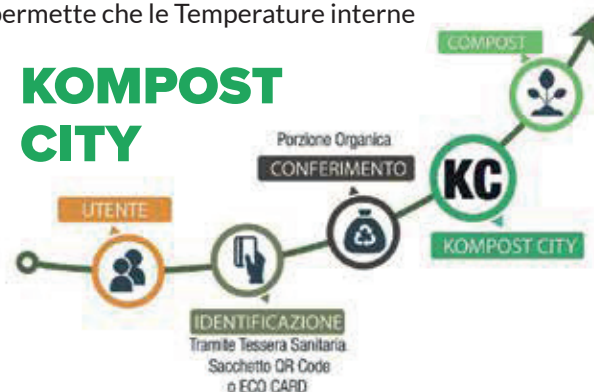 permette che le Temperature interne
KOMPOST
CITY
COMPOST
Porzione Organica
CONFERIMENTO
KC
UTENTE
KOMPOST CITY
IDENTIFICAZIONE
Tramite Tessera Sanitaria
Sacchetto QR Code
o ECO CARD